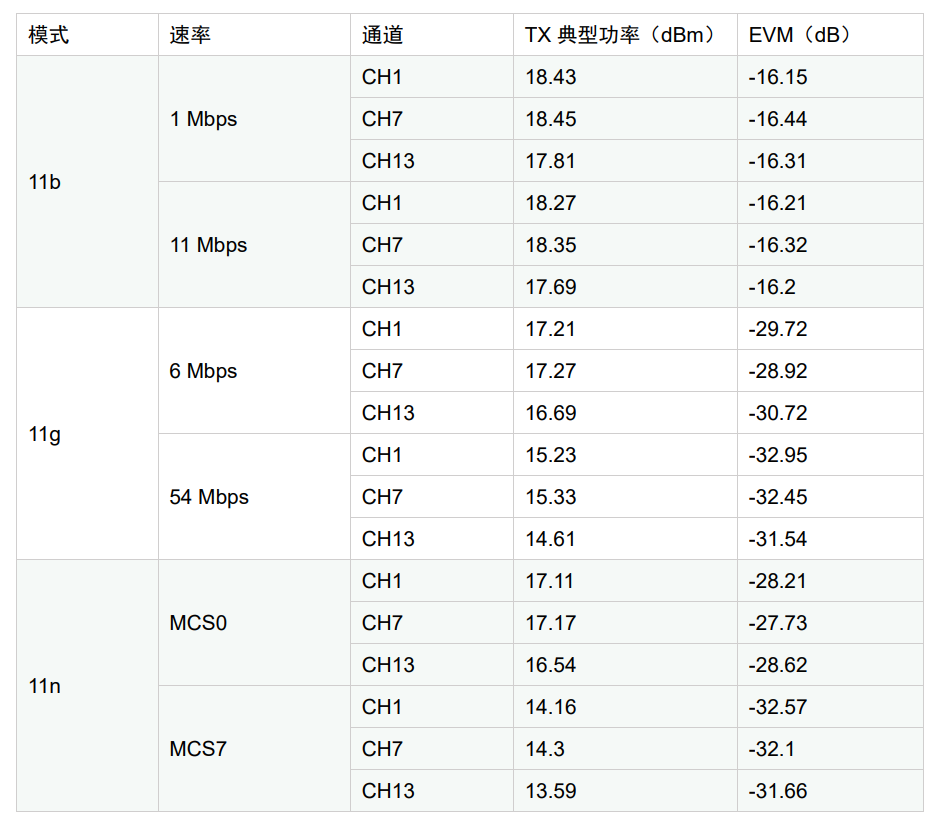 模式 速率 通道 TX 典型功率（dBm） EVM（dB）
11b 1 Mbps CH1 18.43 -16.15
CH7 18.45 -16.44
CH13 17.81 -16.31
11 Mbps CH1 18.27 -16.21
CH7 18.35 -16.32
CH13 17.69 -16.2
11g 6 Mbps CH1 17.21 -29.72
CH7 17.27 -28.92
CH13 16.69 -30.72
54 Mbps CH1 15.23 -32.95
CH7 15.33 -32.45
CH13 14.61 -31.54
11n MCS0 CH1 17.11 -28.21
CH7 17.17 -27.73
CH13 16.54 -28.62
MCS7 CH1 14.16 -32.57
CH7 14.3 -32.1
CH13 13.59 -31.66